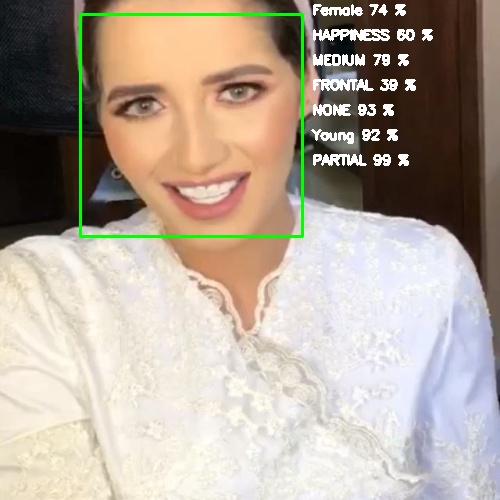 Female 74 %
HAPPINESS 60 %
MEDIUM 79 %
FRONTAL 39 %
NONE 93 %
Young 92 %
PARTIAL 99 %